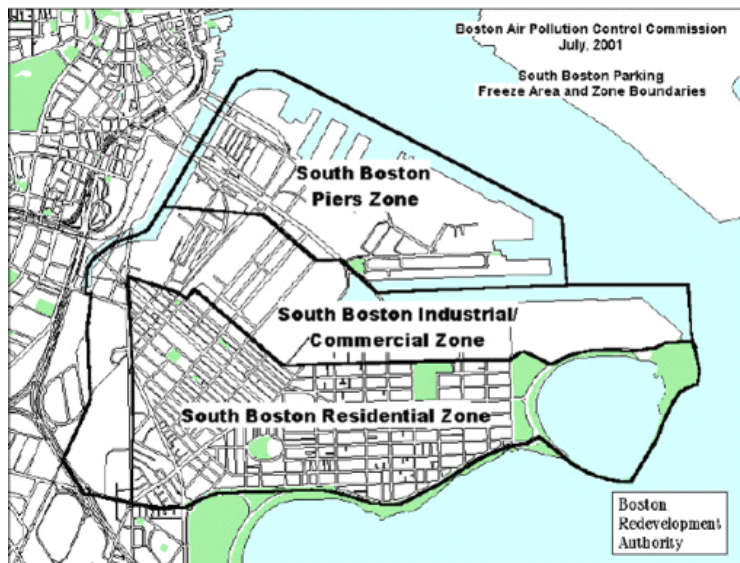 Boston Air Pollution Control Commission
July, 2001
South Boston Parking
Freeze Area and Zone Boundaries
South Boston
Piers Zone
South Boston Industrial/
Commercial Zone
South Boston Residential Zone
Boston
Redevelopment
Authority